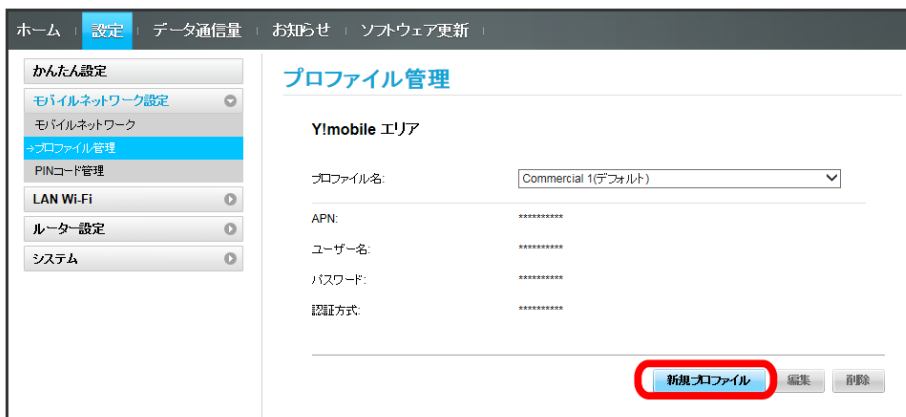 ホーム 設定 データ通信量 お知らせ ソフトウェア更新
かんたん設定
モバイルネットワーク設定
モバイルネットワーク
→プロファイル管理
PINコード管理
LAN Wi-Fi
ルーター設定
システム
プロファイル管理
Y!mobile エリア
プロファイル名: Commercial 1(デフォルト)
APN: **********
ユーザー名: **********
パスワード: **********
認証方式: **********
新規プロファイル 編集 削除